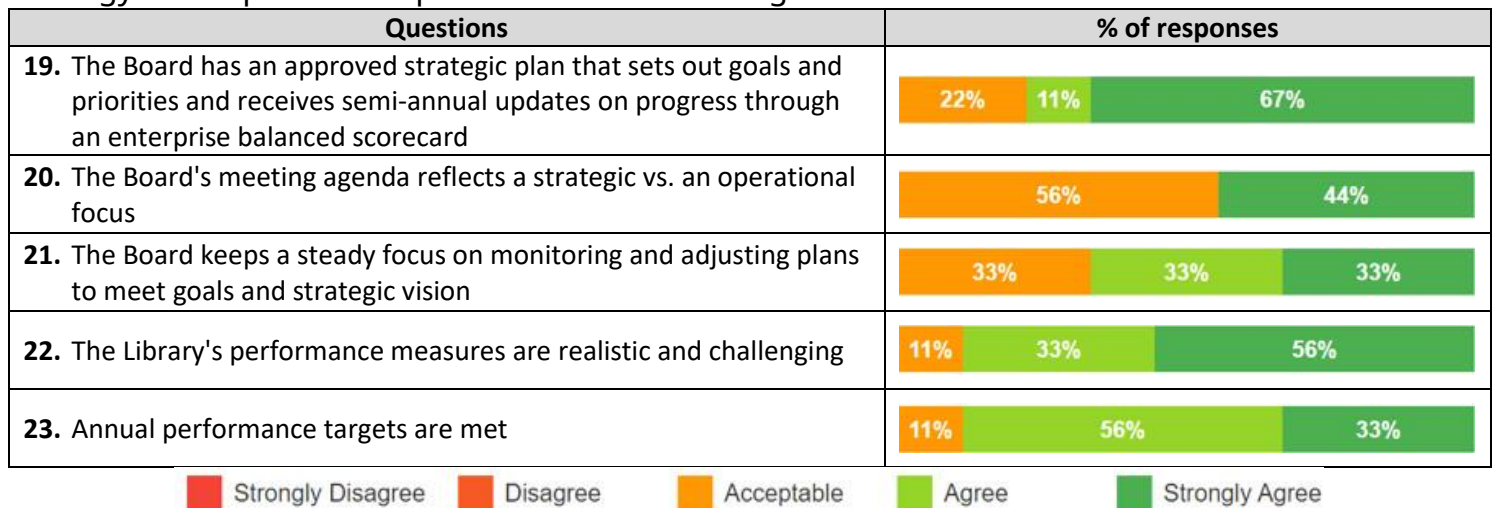 Questions % of responses
19. The Board has an approved strategic plan that sets out goals and
priorities and receives semi-annual updates on progress through
an enterprise balanced scorecard
22% 11% 67%
20. The Board's meeting agenda reflects a strategic vs. an operational
focus
56% 44%
21. The Board keeps a steady focus on monitoring and adjusting plans
to meet goals and strategic vision
33% 33% 33%
22. The Library's performance measures are realistic and challenging
11% 33% 56%
23. Annual performance targets are met
11% 56% 33%
Strongly Disagree Disagree Acceptable Agree Strongly Agree